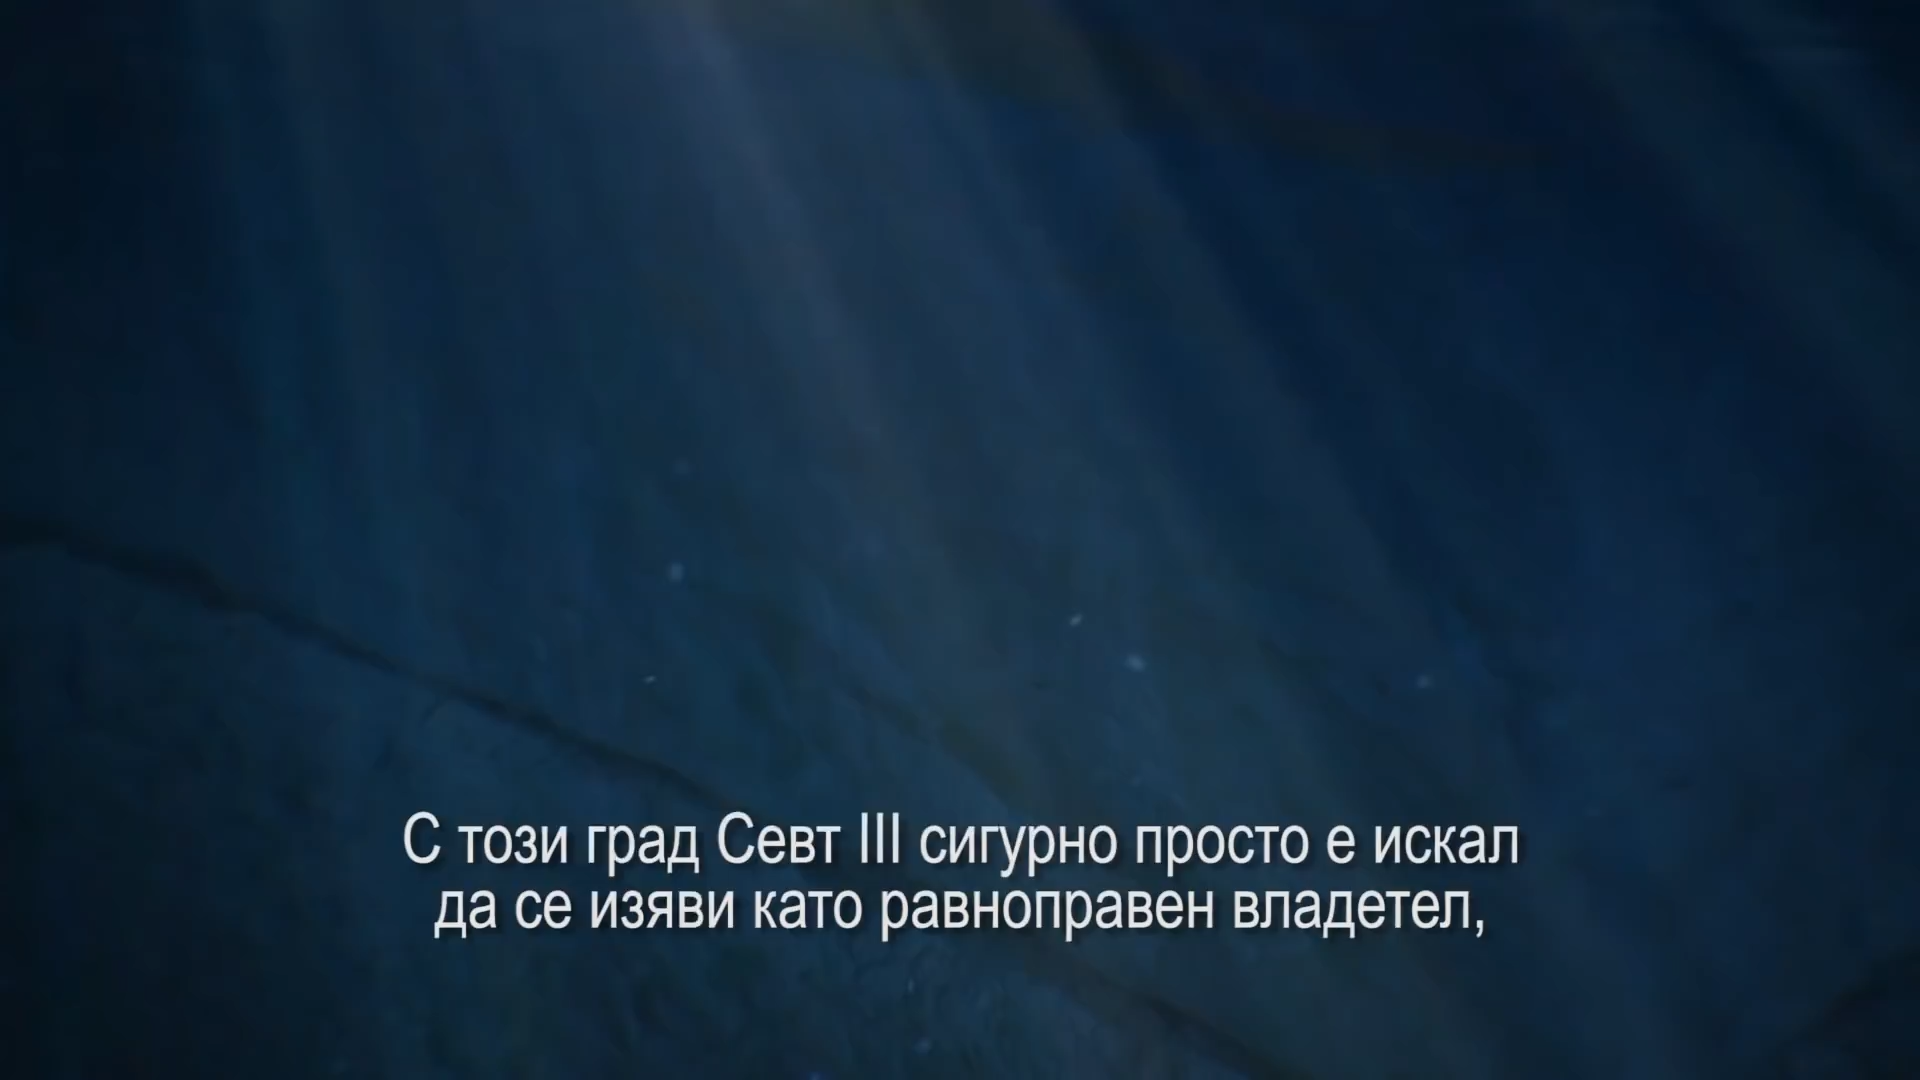 С този град Севт III сигурно просто е искал
да се изяви като равноправен владетел,